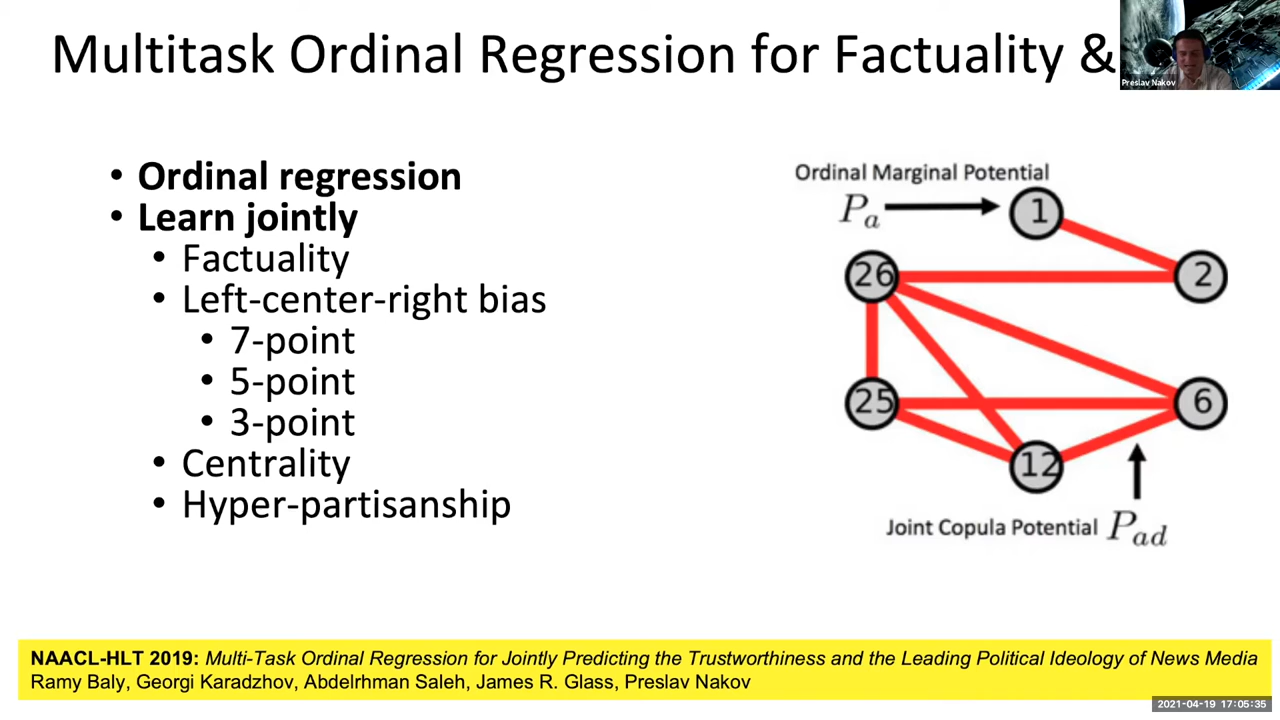 Multitask Ordinal Regression for Factuality &
Preslav Nakov
• Ordinal regression
• Learn jointly
• Factuality
• Left-center-right bias
• 7-point
• 5-point
• 3-point
• Centrality
• Hyper-partisanship
Ordinal Marginal Potential
Pa
1
26
2
25
6
12
Joint Copula Potential Pad
NAACL-HLT 2019: Multi-Task Ordinal Regression for Jointly Predicting the Trustworthiness and the Leading Political Ideology of News Media
Ramy Baly, Georgi Karadzhov, Abdelrhman Saleh, James R. Glass, Preslav Nakov
2021-04-19 17:05:35